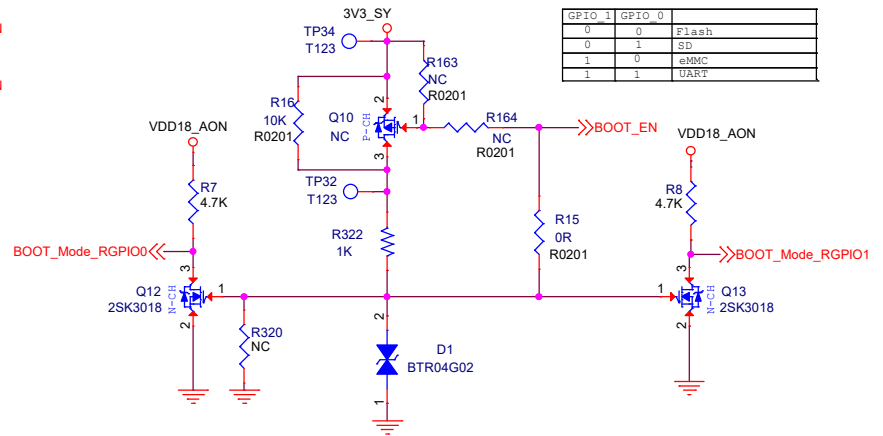 3V3_SY
TP34
T123
R163
NC
R0201
GPIO_1 GPIO_0
0 0 Flash
0 1 SD
1 0 eMMC
1 1 UART
R16
10K
R0201
2
Q10
NC
P-CH
1
3
R164
NC
R0201
BOOT_EN
VDD18_AON
VDD18_AON
TP32
T123
R7
4.7K
R8
4.7K
R322
1K
R15
0R
R0201
BOOT_Mode_RGPIO0
BOOT_Mode_RGPIO1
3
Q12
2SK3018
N-CH
1
2
3
Q13
2SK3018
N-CH
1
2
R320
NC
2
D1
BTR04G02
1